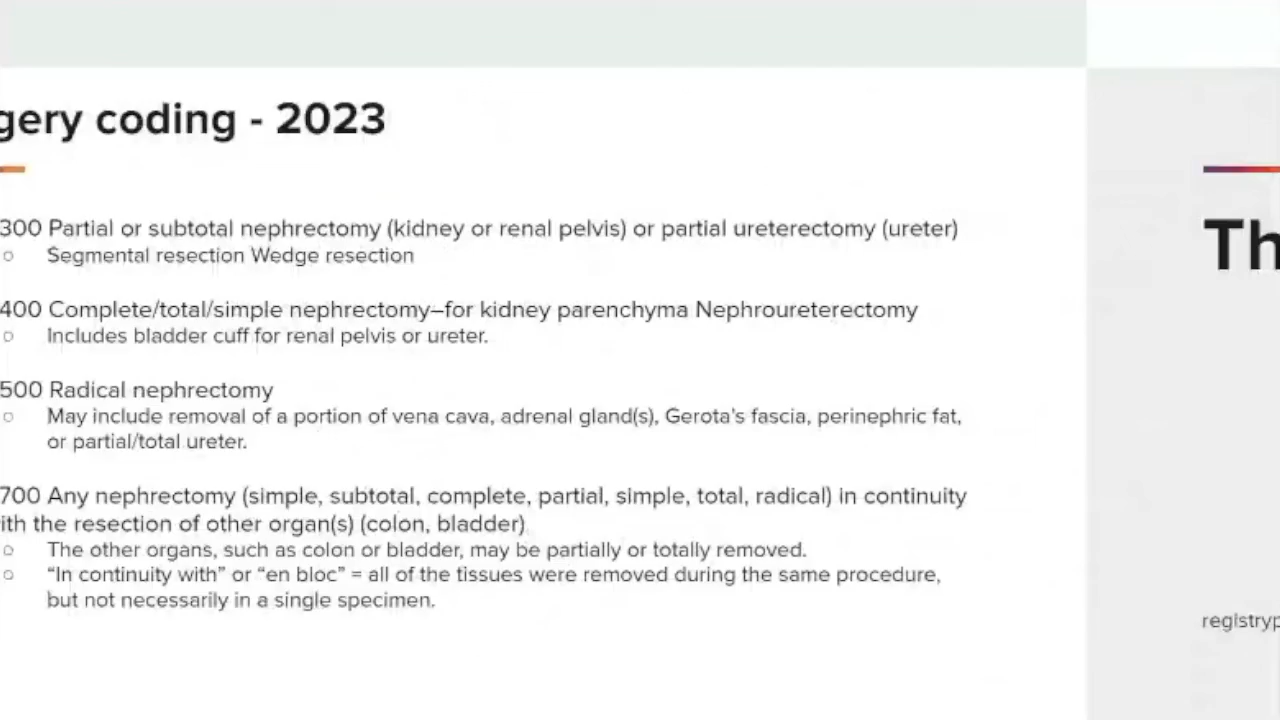 gery coding - 2023
300 Partial or subtotal nephrectomy (kidney or renal pelvis) or partial ureterectomy (ureter)
○ Segmental resection Wedge resection
400 Complete/total/simple nephrectomy–for kidney parenchyma Nephroureterectomy
○ Includes bladder cuff for renal pelvis or ureter.
500 Radical nephrectomy
○ May include removal of a portion of vena cava, adrenal gland(s), Gerota’s fascia, perinephric fat,
or partial/total ureter.
700 Any nephrectomy (simple, subtotal, complete, partial, simple, total, radical) in continuity
ith the resection of other organ(s) (colon, bladder)
○ The other organs, such as colon or bladder, may be partially or totally removed.
○ “In continuity with” or “en bloc” = all of the tissues were removed during the same procedure,
but not necessarily in a single specimen.
Th
registryp